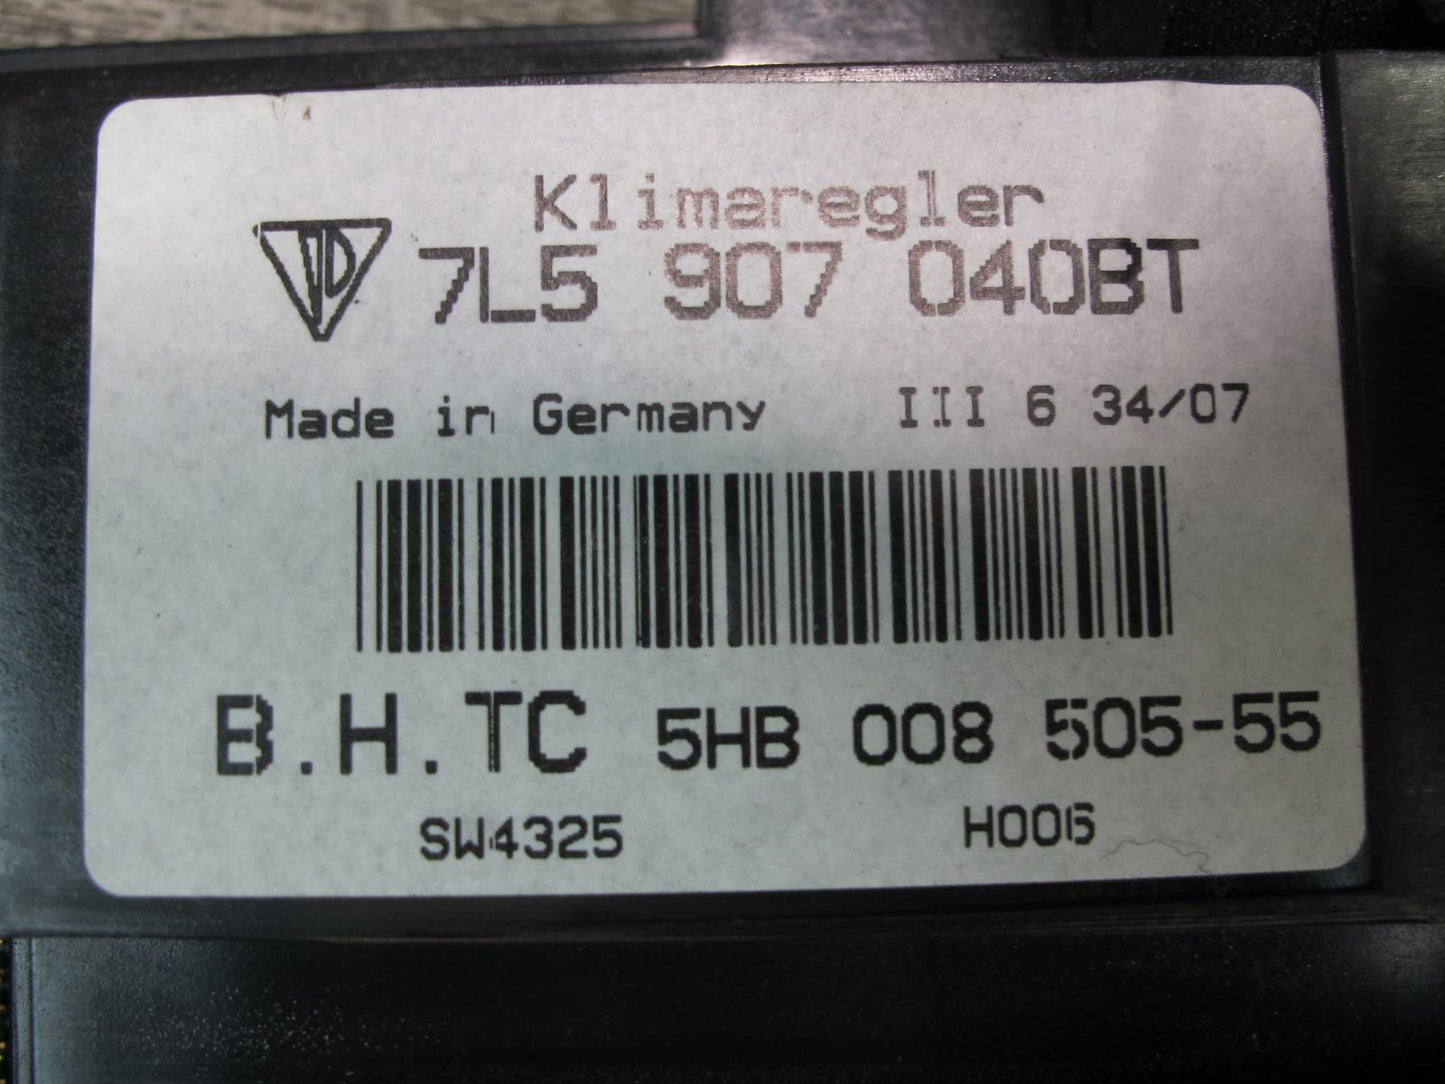 Klimaregler
7L5 907 040BT
Made in Germany III 6 34/07
B.H.TC 5HB 008 505-55
SW4325 H006